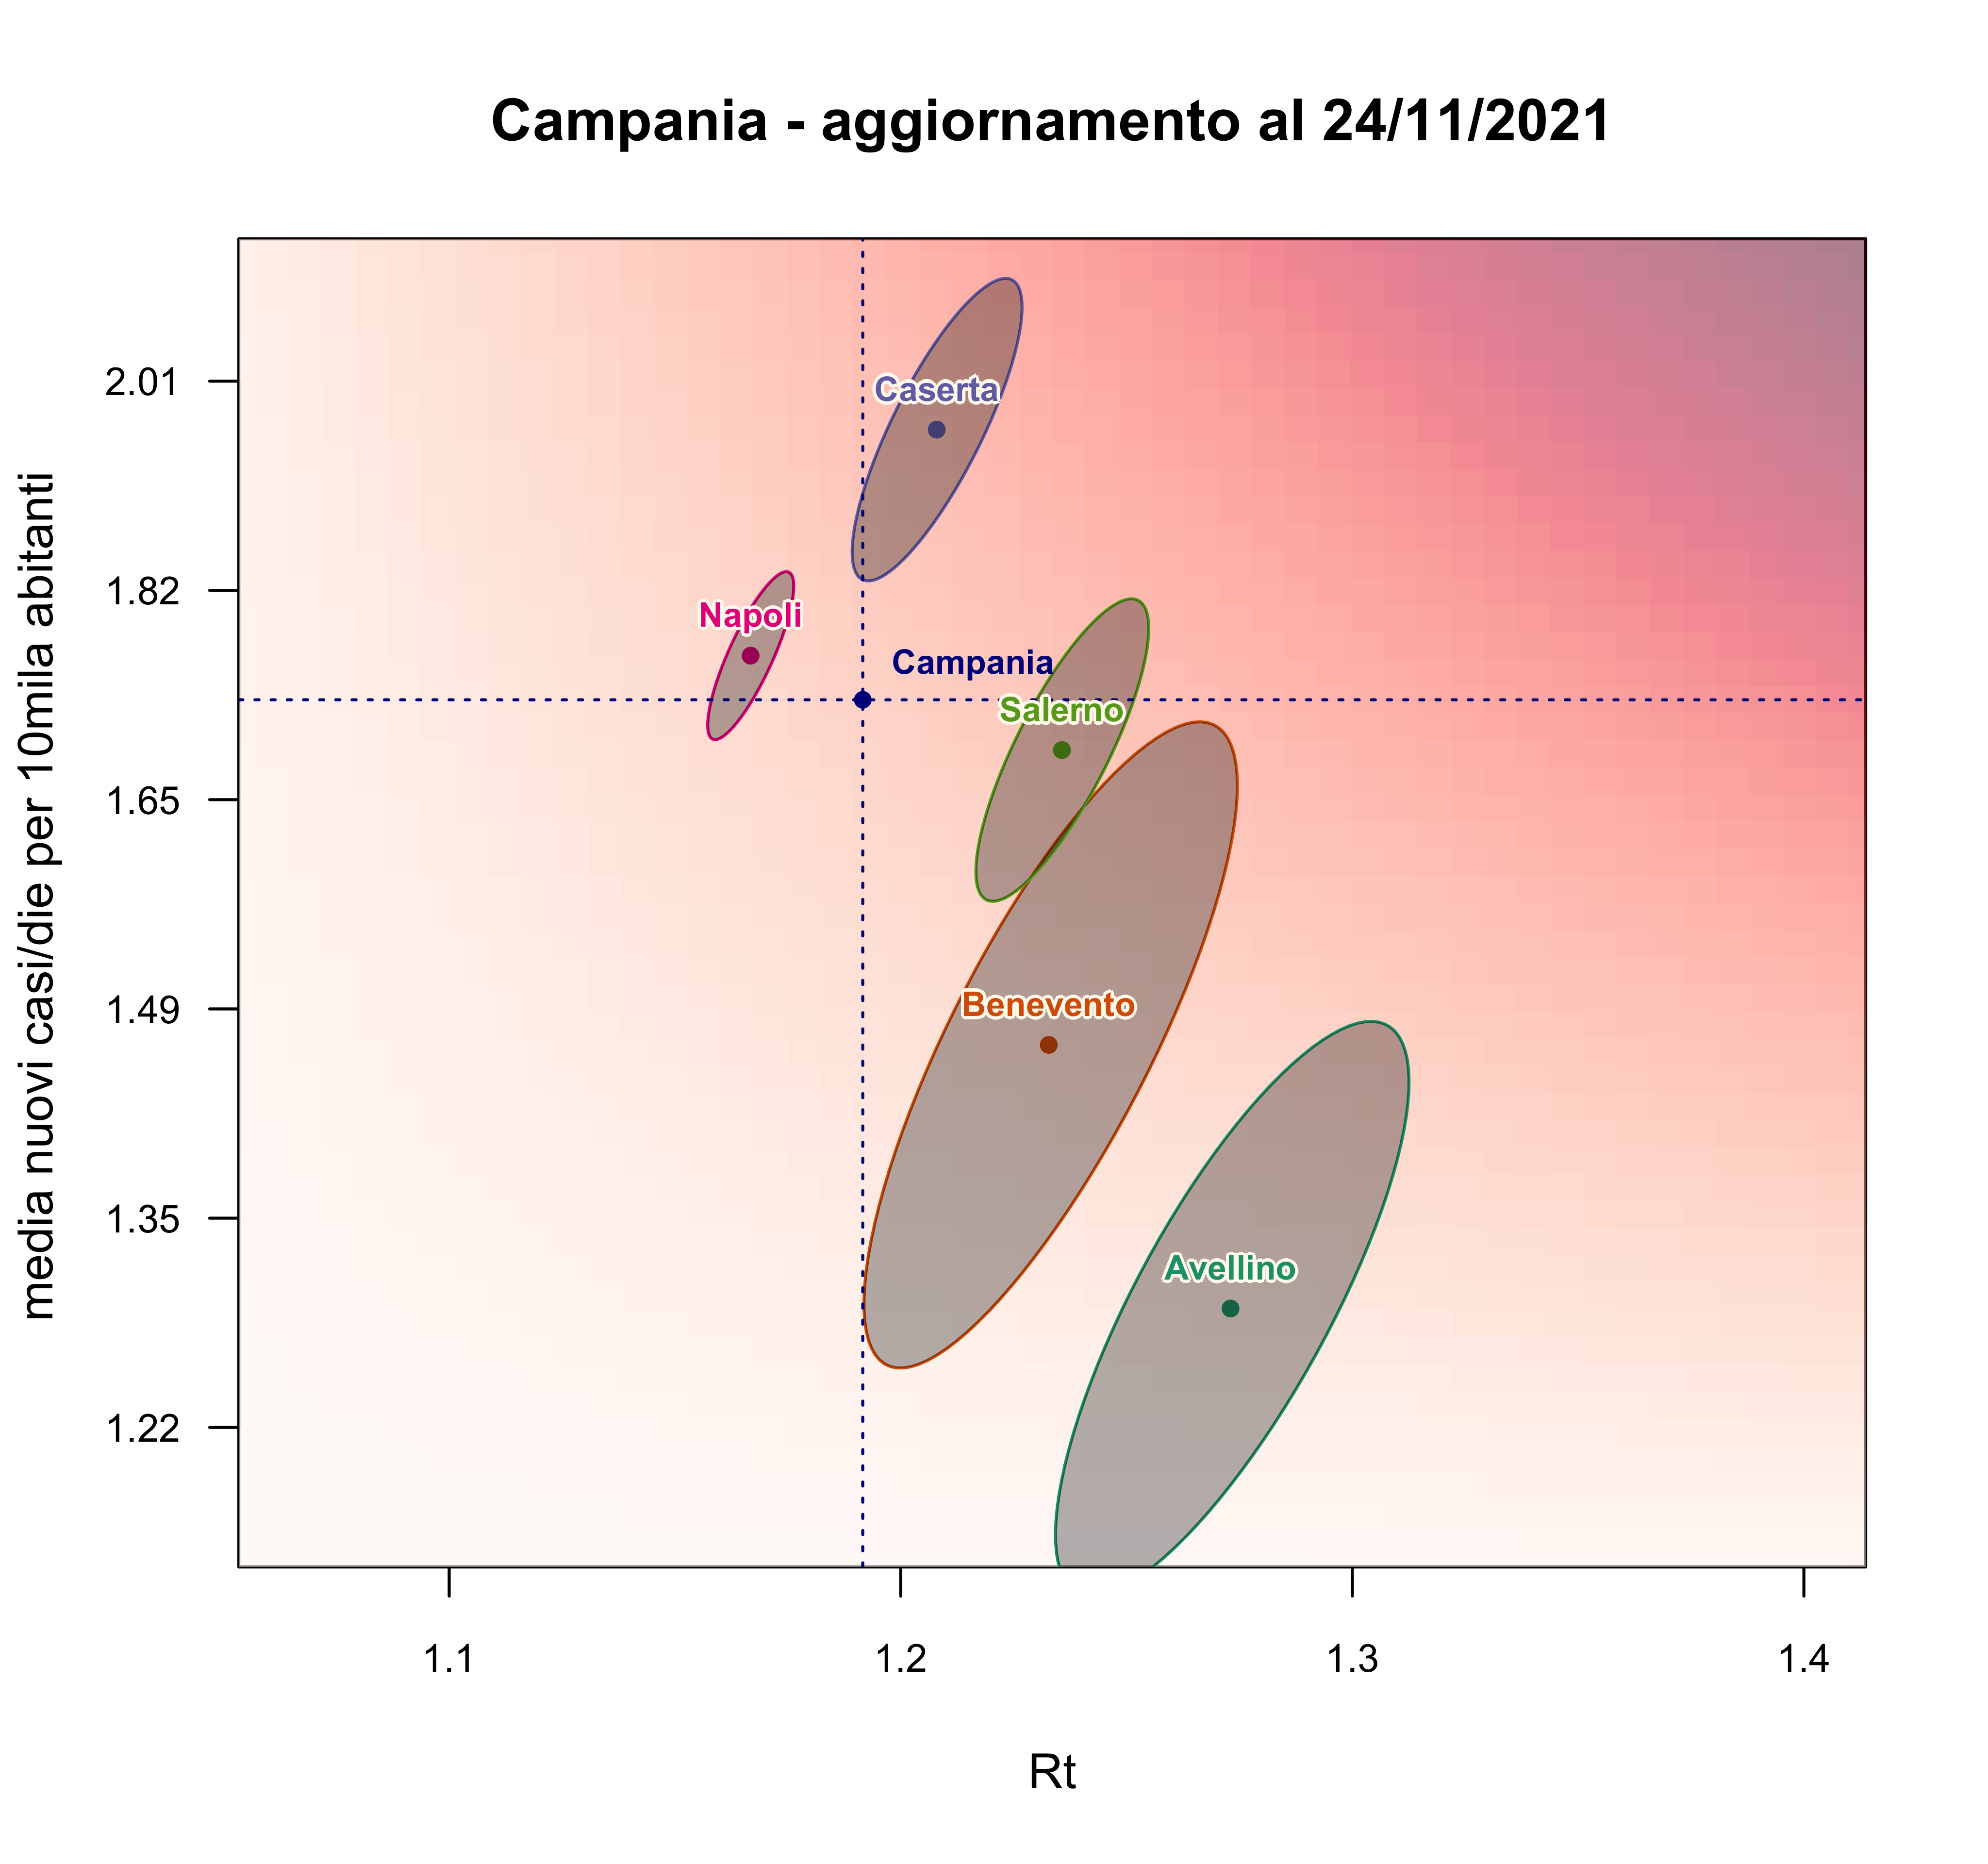 Campania - aggiornamento al 24/11/2021
media nuovi casi/die per 10mila abitanti
2.01
1.82
1.65
1.49
1.35
1.22
Caserta
Napoli
Campania
Salerno
Benevento
Avellino
1.1
1.2
1.3
1.4
Rt